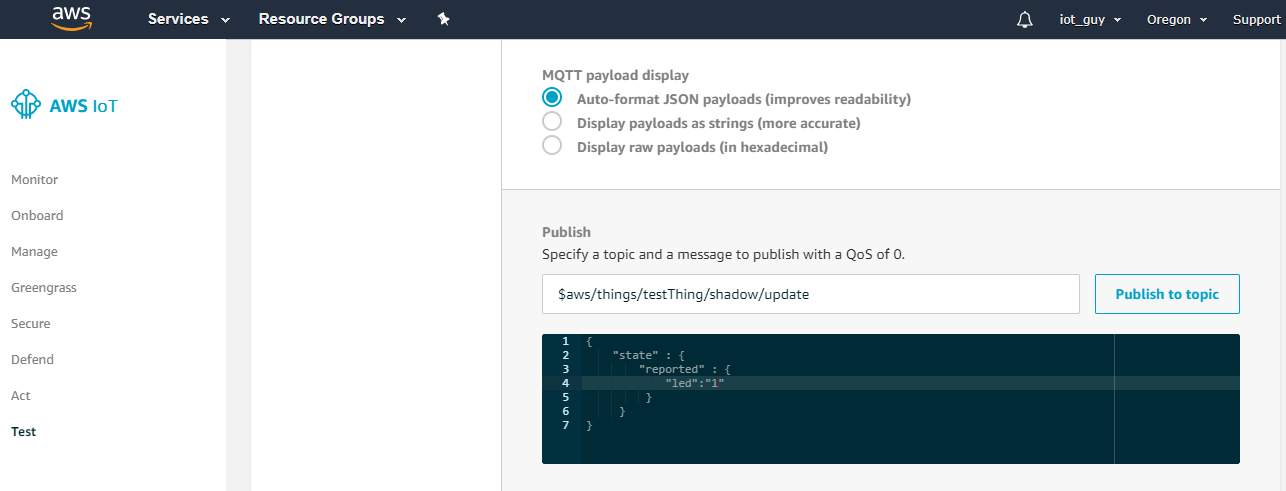 aws Services Resource Groups iot_guy Oregon Support
AWS IoT
Monitor
Onboard
Manage
Greengrass
Secure
Defend
Act
Test
MQTT payload display
Auto-format JSON payloads (improves readability)
Display payloads as strings (more accurate)
Display raw payloads (in hexadecimal)
Publish
Specify a topic and a message to publish with a QoS of 0.
$aws/things/testThing/shadow/update Publish to topic
1 {
2 "state" : {
3 "reported" : {
4 "led":"1"
5 }
6 }
7 }